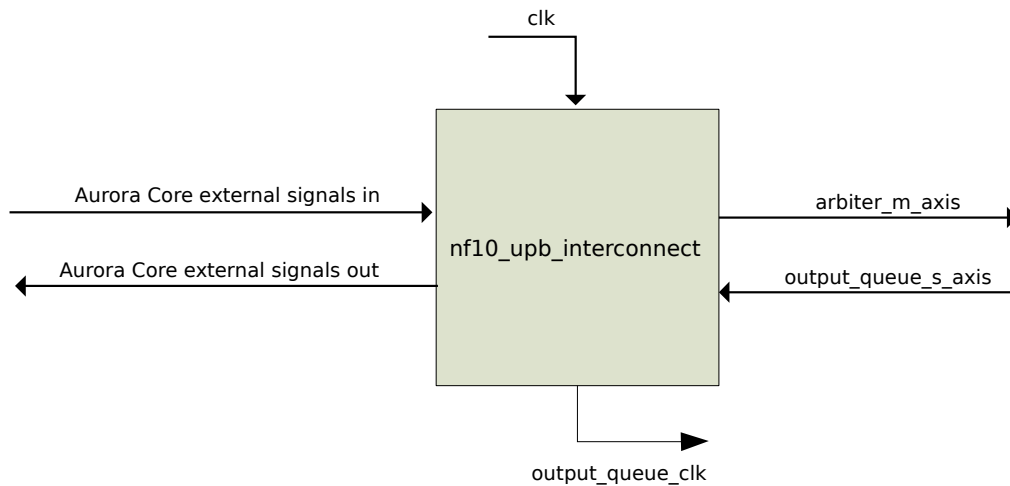 clk
Aurora Core external signals in
arbiter_m_axis
nf10_upb_interconnect
Aurora Core external signals out
output_queue_s_axis
output_queue_clk